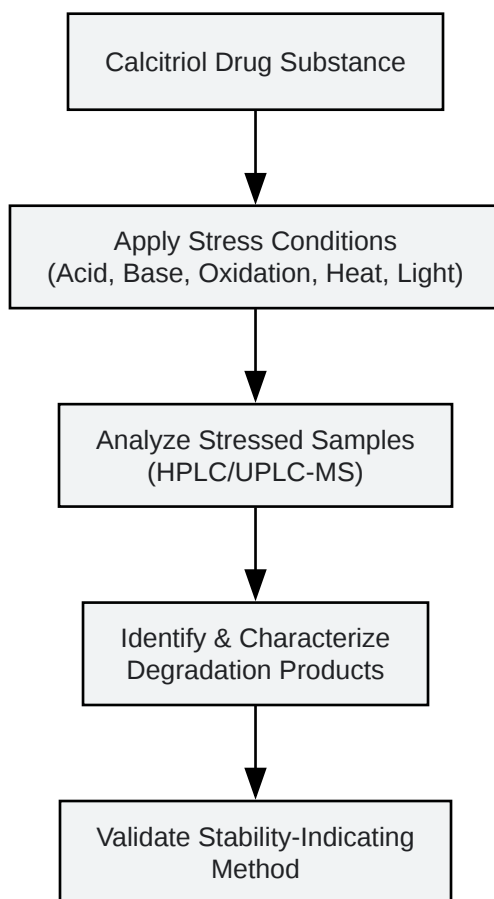 Calcitriol Drug Substance
Apply Stress Conditions
(Acid, Base, Oxidation, Heat, Light)
Analyze Stressed Samples
(HPLC/UPLC-MS)
Identify & Characterize
Degradation Products
Validate Stability-Indicating
Method